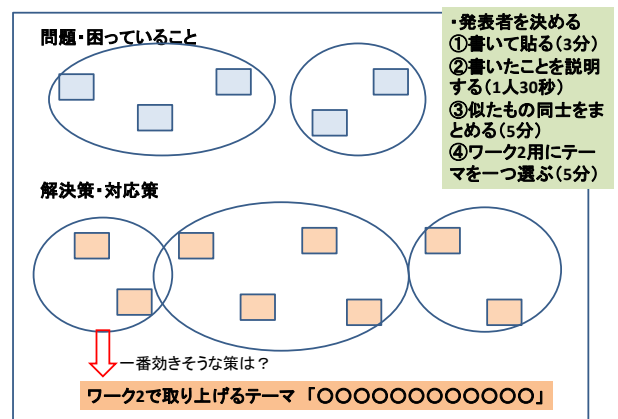 問題・困っていること
・発表者を決める
①書いて貼る(3分)
②書いたことを説明
する(1人30秒)
③似たもの同士をま
とめる(5分)
④ワーク2用にテー
マを一つ選ぶ(5分)
解決策・対応策
一番効きそうな策は？
ワーク2で取り上げるテーマ 「〇〇〇〇〇〇〇〇〇〇〇〇」